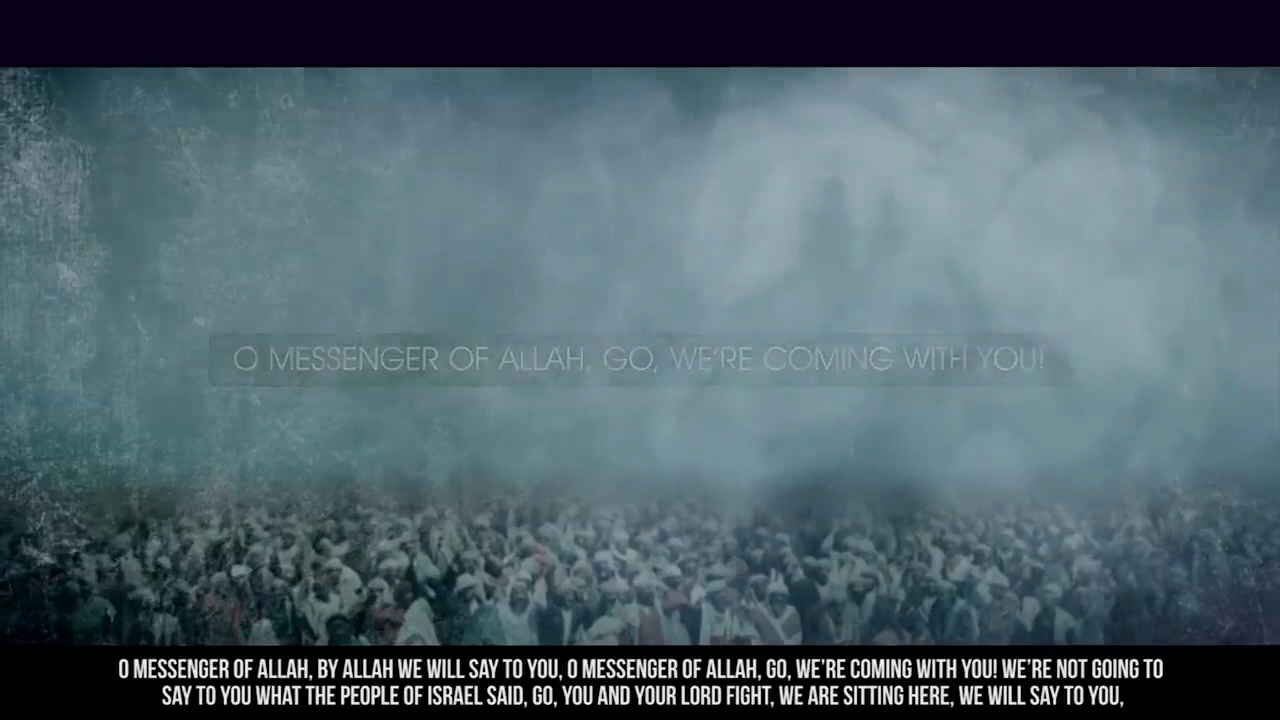 O MESSENGER OF ALLAH, GO, WE'RE COMING WITH YOU!
O MESSENGER OF ALLAH, BY ALLAH WE WILL SAY TO YOU, O MESSENGER OF ALLAH, GO, WE'RE COMING WITH YOU! WE'RE NOT GOING TO
SAY TO YOU WHAT THE PEOPLE OF ISRAEL SAID, GO, YOU AND YOUR LORD FIGHT, WE ARE SITTING HERE, WE WILL SAY TO YOU,